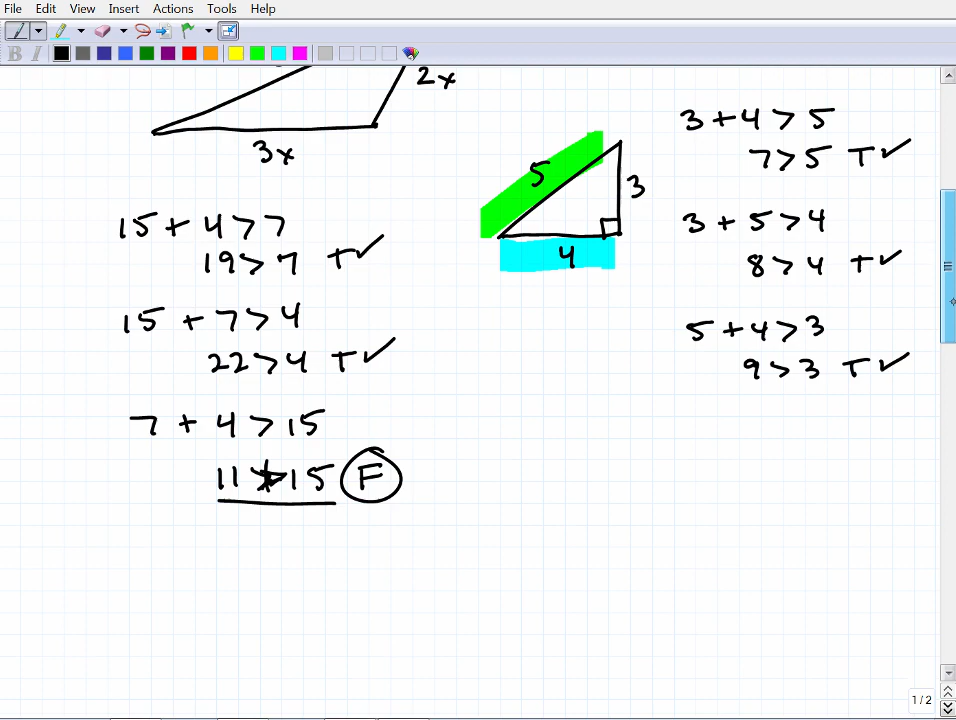 File Edit View Insert Actions Tools Help
B I
2x
3x
15 + 4 > 7
19 > 7 T ✓
15 + 7 > 4
22 > 4 T ✓
7 + 4 > 15
11 ≯ 15 F
5
3
4
3 + 4 > 5
7 > 5 T ✓
3 + 5 > 4
8 > 4 T ✓
5 + 4 > 3
9 > 3 T ✓
1 / 2